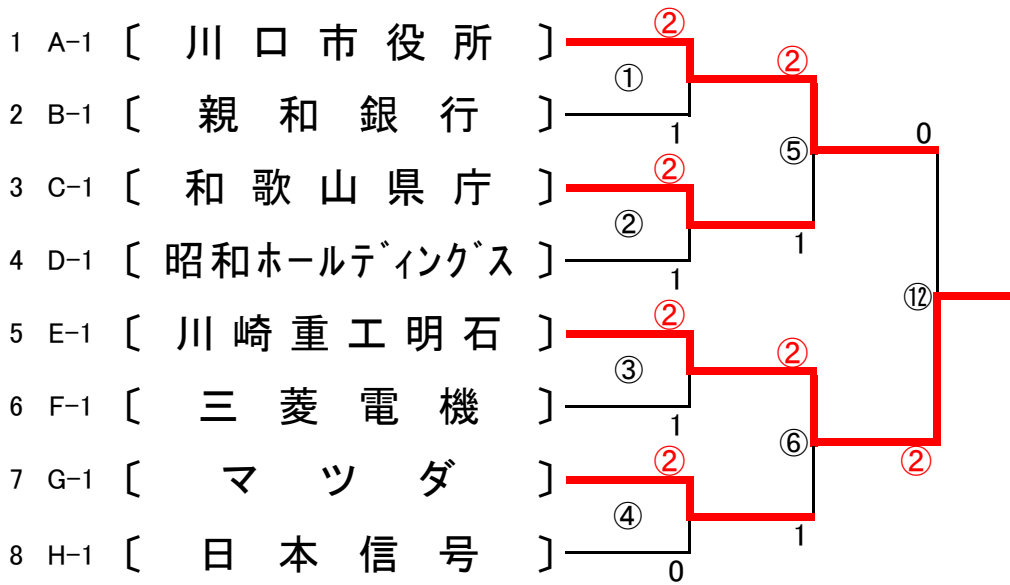 1 A-1 〔 川口市役所 〕 ②
① ②
2 B-1 〔 親和銀行 〕 1
⑤ 0
3 C-1 〔 和歌山県庁 〕 ②
② 1
4 D-1 〔 昭和ホールディングス 〕 1
⑫
5 E-1 〔 川崎重工明石 〕 ②
③ ②
6 F-1 〔 三菱電機 〕 1
⑥ ②
7 G-1 〔 マツダ 〕 ②
④ 1
8 H-1 〔 日本信号 〕 0